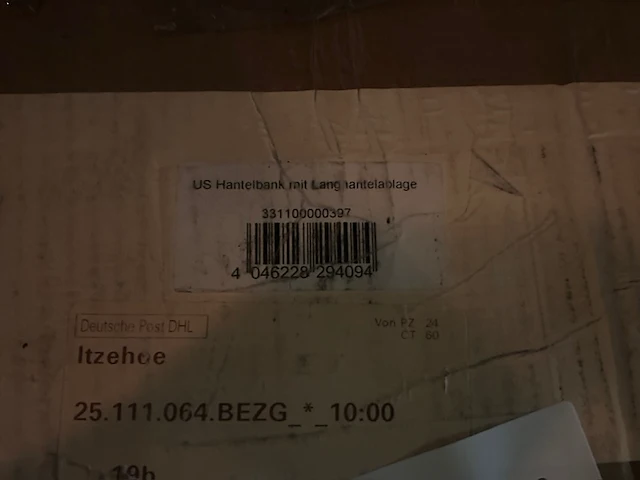 US Hantelbank mit Langhantelablage
331100000397
4 046228 294094
Deutsche Post DHL
Von PZ 24
CT 60
Itzehoe
25.111.064.BEZG_*_10:00
19b